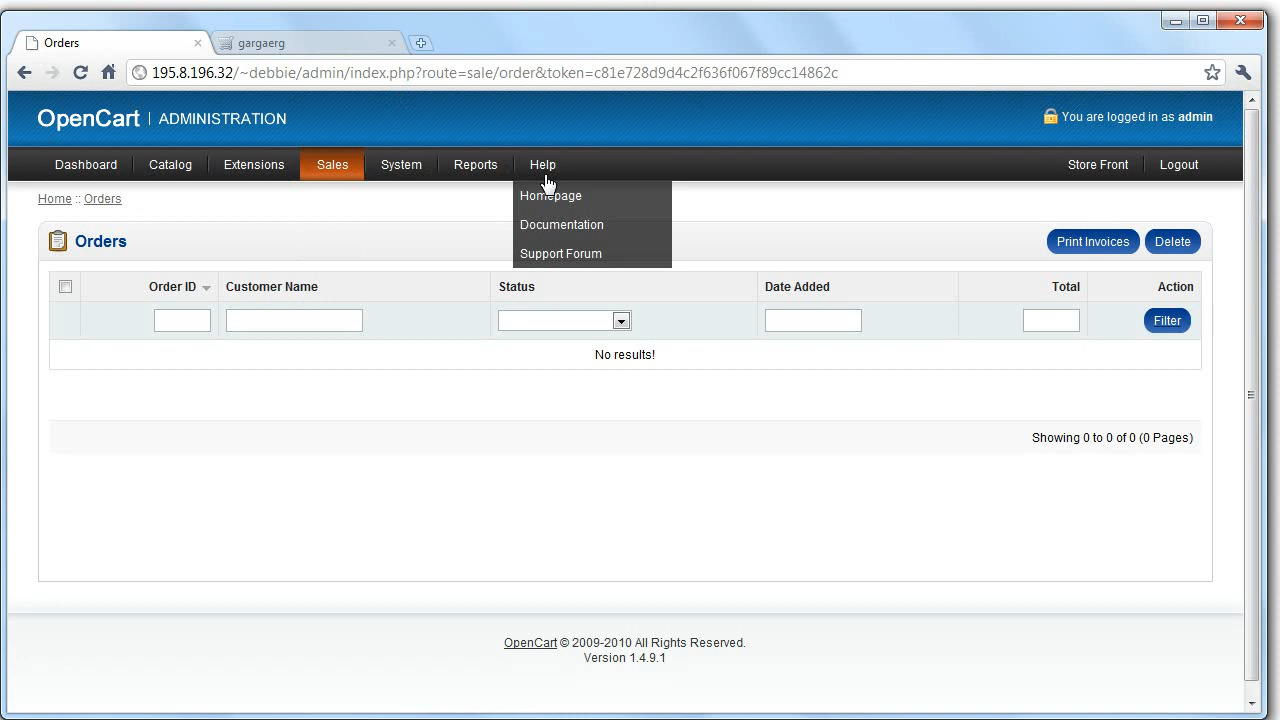 Orders
gargaerg
195.8.196.32/~debbie/admin/index.php?route=sale/order&token=c81e728d9d4c2f636f067f89cc14862c
OpenCart | ADMINISTRATION
You are logged in as admin
Dashboard Catalog Extensions Sales System Reports Help Store Front Logout
Home :: Orders
Homepage
Documentation
Support Forum
Orders
Print Invoices Delete
Order ID Customer Name Status Date Added Total Action
Filter
No results!
Showing 0 to 0 of 0 (0 Pages)
OpenCart © 2009-2010 All Rights Reserved.
Version 1.4.9.1